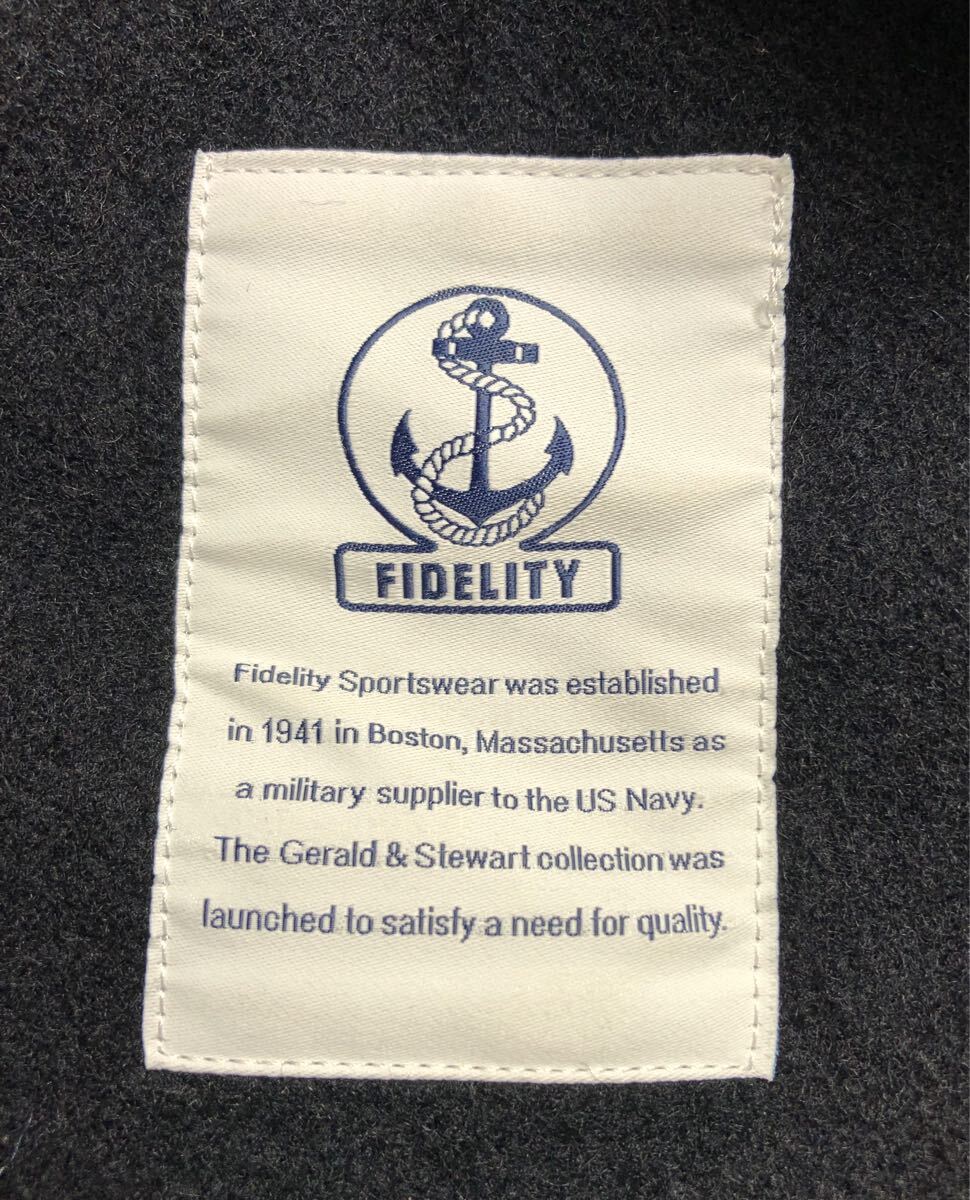 FIDELITY
Fidelity Sportswear was established
in 1941 in Boston, Massachusetts as
a military supplier to the US Navy.
The Gerald & Stewart collection was
launched to satisfy a need for quality.